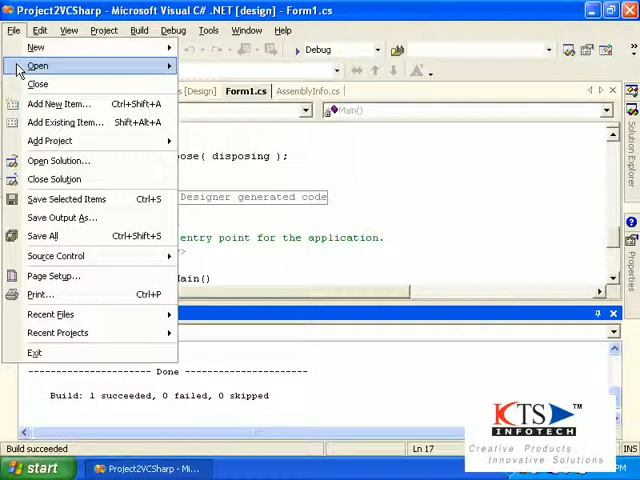 Project2VCSharp - Microsoft Visual C# .NET [design] - Form1.cs
File Edit View Project Build Debug Tools Window Help
New
Debug
Open
Close
[Design] Form1.cs AssemblyInfo.cs
Add New Item... Ctrl+Shift+A
Main()
Add Existing Item... Shift+Alt+A
Add Project
Open Solution...
pose( disposing );
Close Solution
Save Selected Items Ctrl+S
Designer generated code
Save Output As...
Save All Ctrl+Shift+S
entry point for the application.
Source Control
Page Setup...
Main()
Print... Ctrl+P
Recent Files
Recent Projects
Exit
Solution Explorer
Properties
---------------------- Done ----------------------
Build: 1 succeeded, 0 failed, 0 skipped
Build succeeded
Ln 17
INS
KTS TM
INFOTECH
Creative Products
Innovative Solutions
start
Project2VCSharp - Mi...